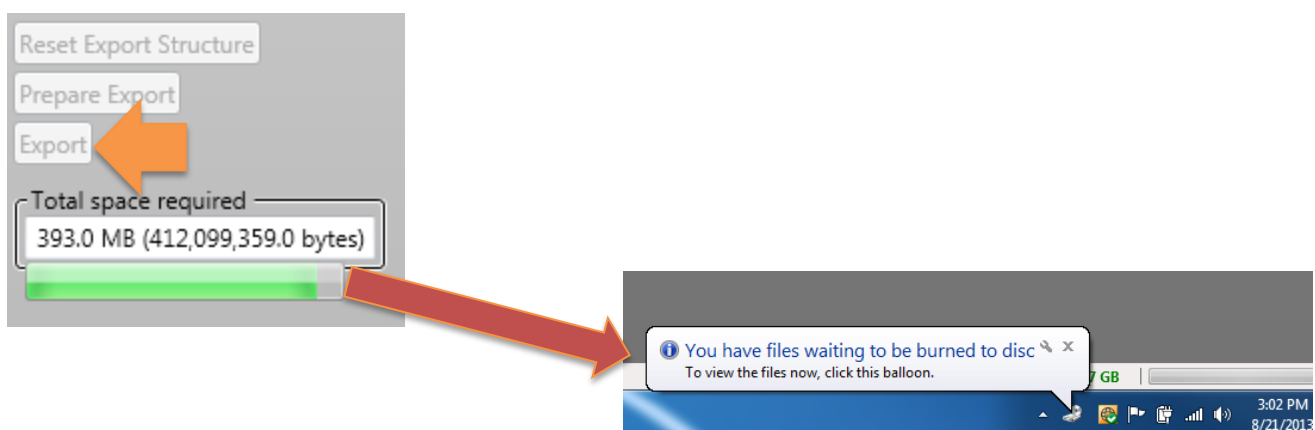 Reset Export Structure
Prepare Export
Export
Total space required
393.0 MB (412,099,359.0 bytes)
You have files waiting to be burned to disc
To view the files now, click this balloon.
7 GB
3:02 PM
8/21/2013